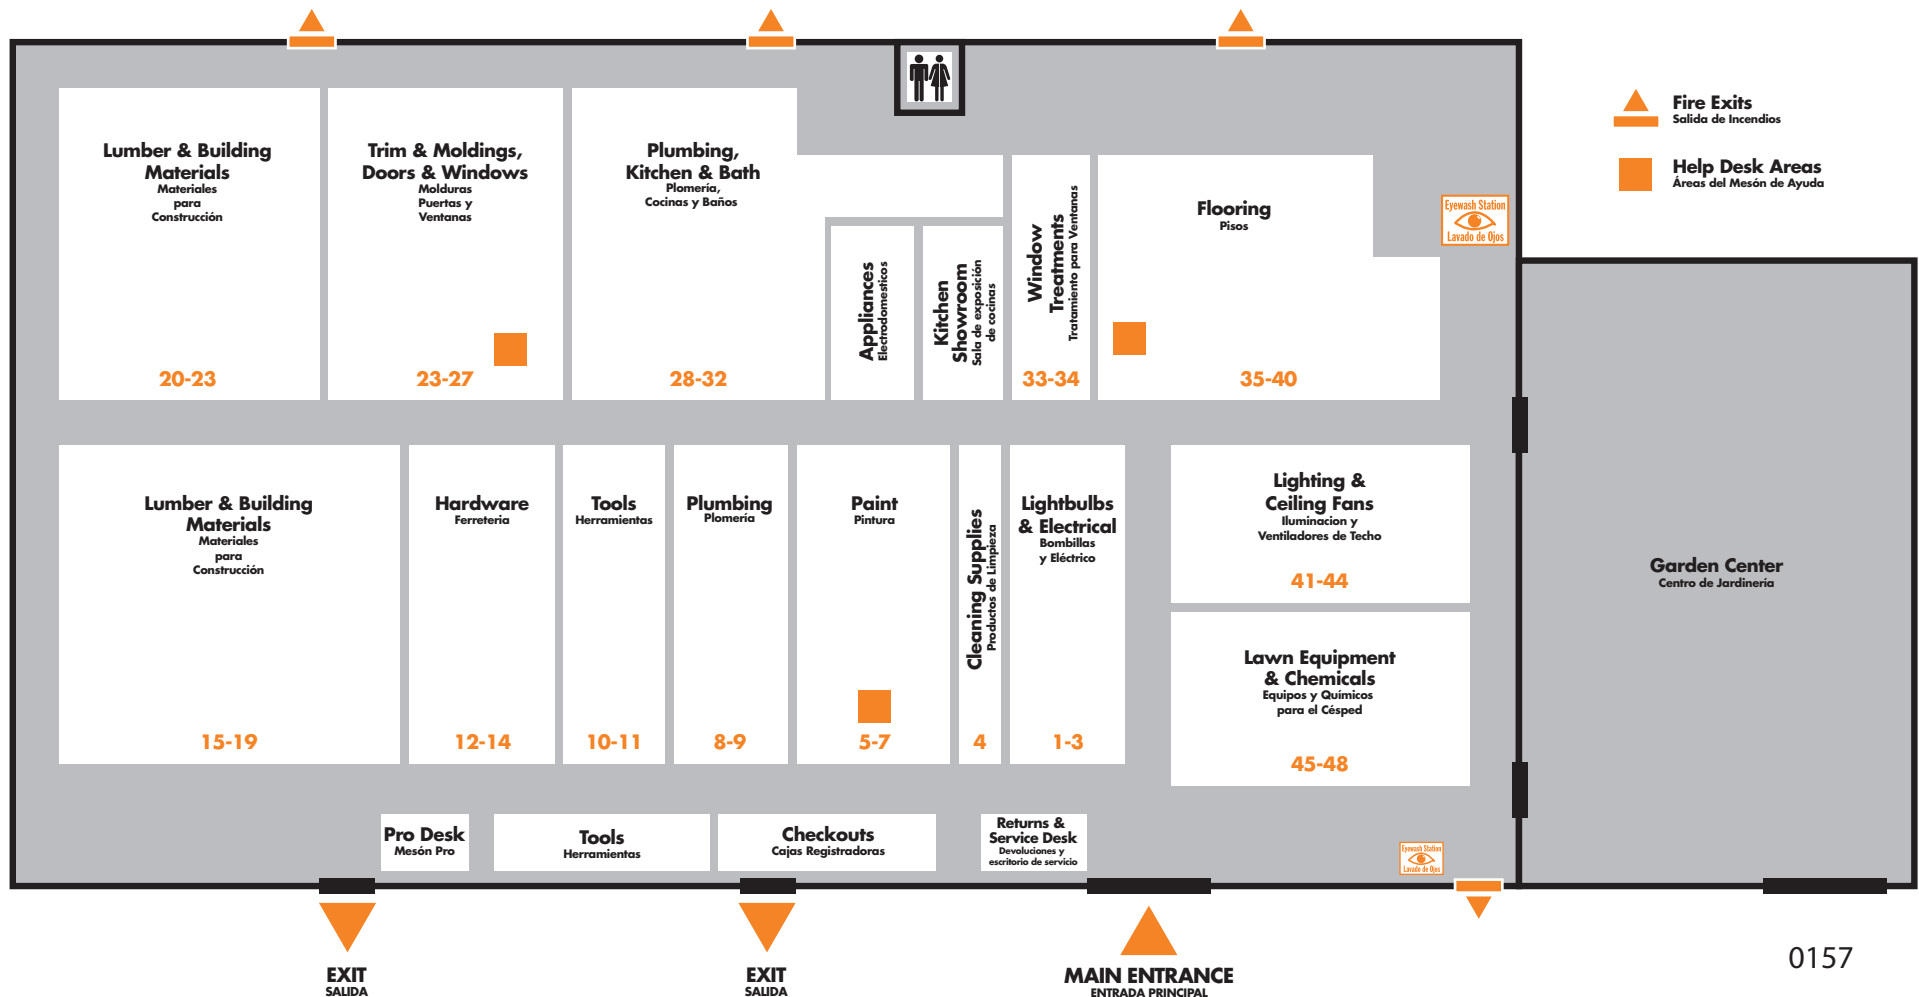 Fire Exits
Salida de Incendios
Help Desk Areas
Áreas del Mesón de Ayuda
Lumber & Building
Materials
Materiales
para
Construcción
20-23
Trim & Moldings,
Doors & Windows
Molduras
Puertas y
Ventanas
23-27
Plumbing,
Kitchen & Bath
Plomería,
Cocinas y Baños
28-32
Appliances
Electrodomesticos
Kitchen
Showroom
Sala de exposición
de cocinas
Window
Treatments
Tratamiento para Ventanas
33-34
Flooring
Pisos
35-40
Eyewash Station
Lavado de Ojos
Lumber & Building
Materials
Materiales
para
Construcción
15-19
Hardware
Ferreteria
12-14
Tools
Herramientas
10-11
Plumbing
Plomería
8-9
Paint
Pintura
5-7
Cleaning Supplies
Productos de Limpieza
4
Lightbulbs
& Electrical
Bombillas
y Eléctrico
1-3
Lighting &
Ceiling Fans
Iluminacion y
Ventiladores de Techo
41-44
Lawn Equipment
& Chemicals
Equipos y Químicos
para el Césped
45-48
Garden Center
Centro de Jardinería
Pro Desk
Mesón Pro
Tools
Herramientas
Checkouts
Cajas Registradoras
Returns &
Service Desk
Devoluciones y
escritorio de servicio
Eyewash Station
Lavado de Ojos
EXIT
SALIDA
EXIT
SALIDA
MAIN ENTRANCE
ENTRADA PRINCIPAL
0157